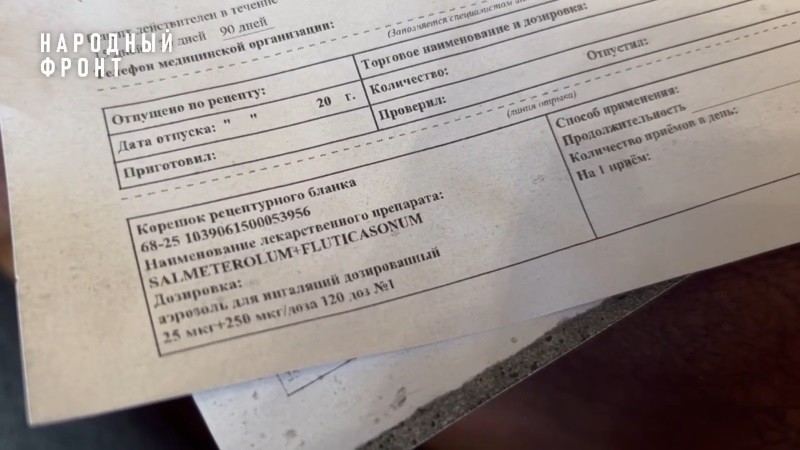 НАРОДНЫЙ
ФРОНТ
действителен в течение
дней 90 дней
Телефон медицинской организации:
(Заполняется специалистом
Отпущено по рецепту:
Торговое наименование и дозировка:
Дата отпуска: " " 20 г.
Количество:
Отпустил:
Приготовил:
Проверил:
(линия отрыва)
Корешок рецептурного бланка
68-25 1039061500053956
Наименование лекарственного препарата:
SALMETEROLUM+FLUTICASONUM
Дозировка:
аэрозоль для ингаляций дозированный
25 мкг+250 мкг/доза 120 доз №1
Способ применения:
Продолжительность
Количество приёмов в день:
На 1 приём: